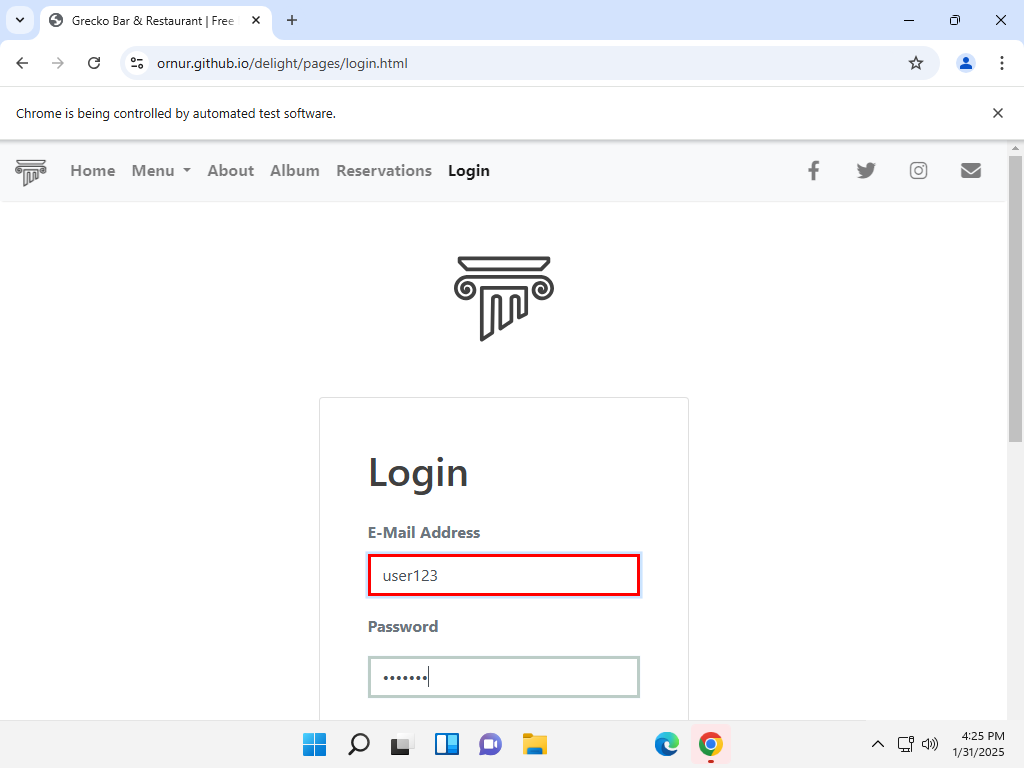 Grecko Bar & Restaurant | Free
ornur.github.io/delight/pages/login.html
Chrome is being controlled by automated test software.
Home Menu About Album Reservations Login
Login
E-Mail Address
user123
Password
•••••••
4:25 PM
1/31/2025